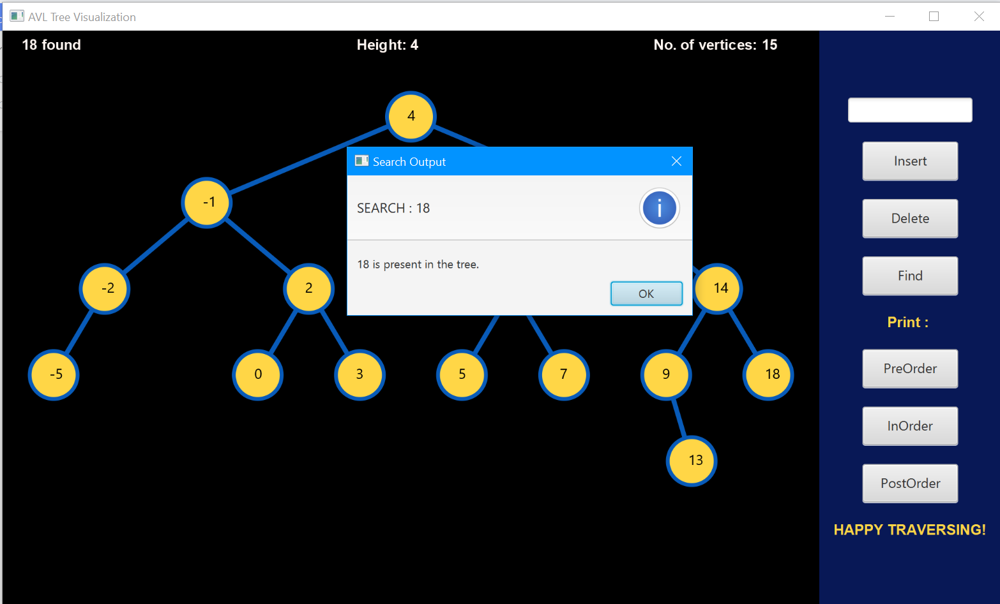 AVL Tree Visualization
18 found
Height: 4
No. of vertices: 15
4
Search Output
-1
Insert
SEARCH : 18
Delete
18 is present in the tree.
Find
-2
2
14
OK
Print :
-5
0
3
5
7
9
18
PreOrder
InOrder
13
PostOrder
HAPPY TRAVERSING!